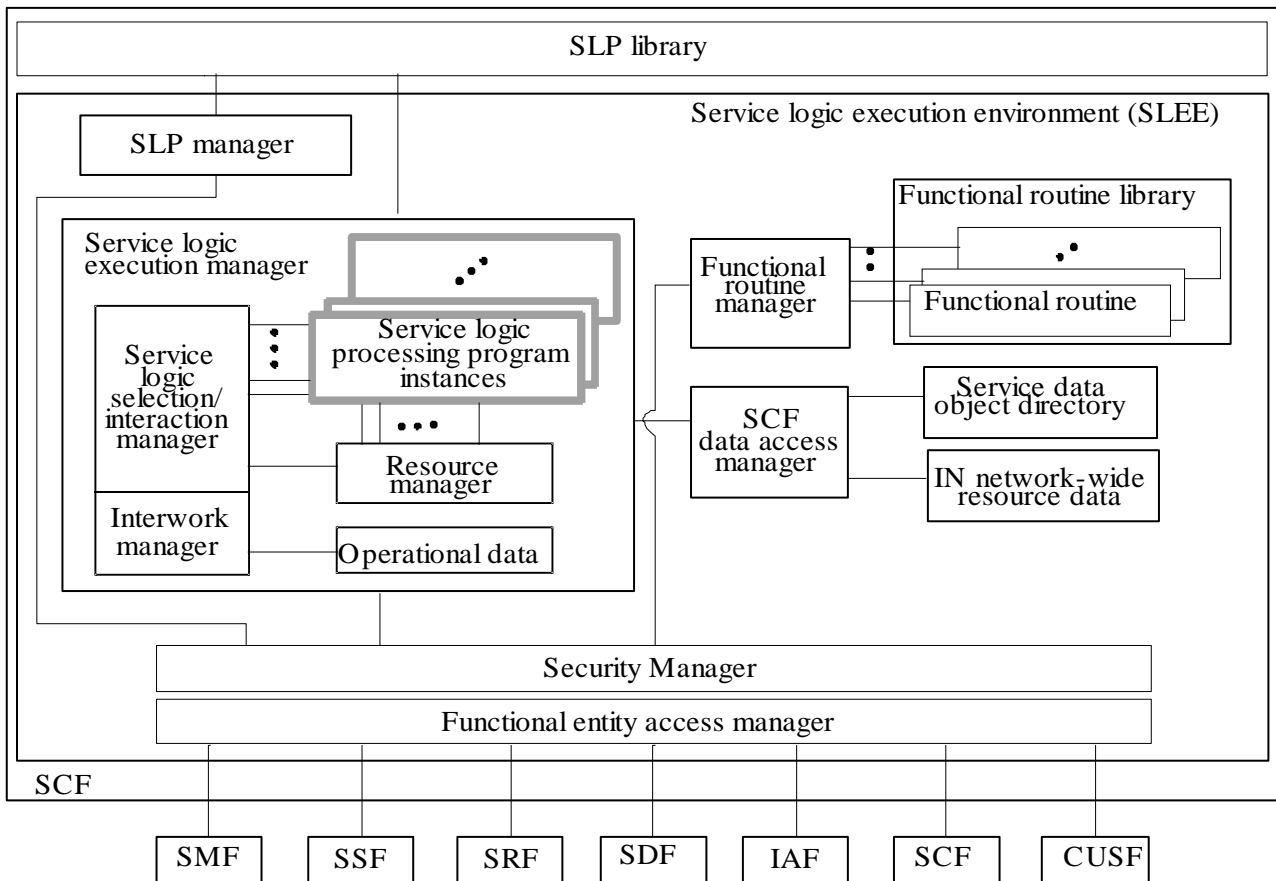 SLP library
Service logic execution environment (SLEE)
SLP manager
Functional routine library
Service logic
execution manager
Functional
routine
manager
Functional routine
Service
logic
selection/
interaction
manager
Service logic
processing program
instances
Service data
object directory
SCF
data access
manager
Resource
manager
IN network-wide
resource data
Interwork
manager
Operational data
Security Manager
Functional entity access manager
SCF
SMF
SSF
SRF
SDF
IAF
SCF
CUSF